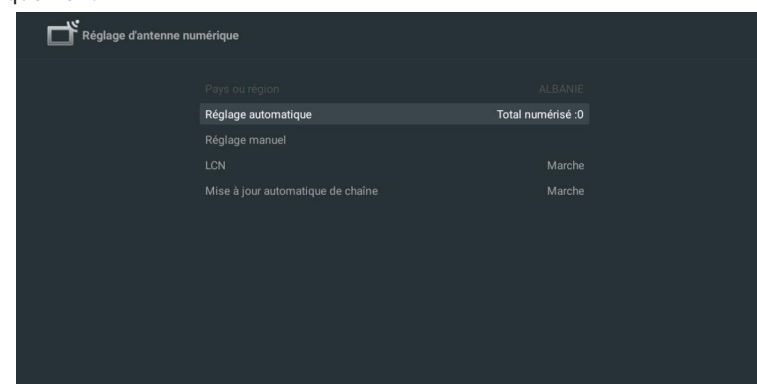 Réglage d'antenne numérique
Pays ou région ALBANIE
Réglage automatique Total numérisé :0
Réglage manuel
LCN Marche
Mise à jour automatique de chaîne Marche